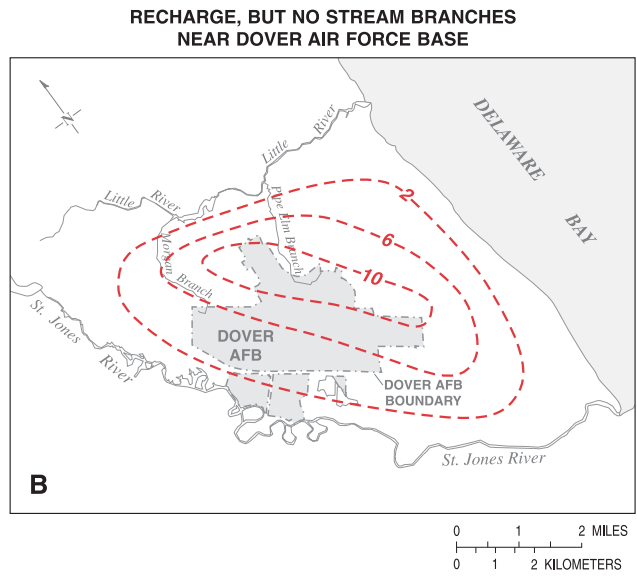 RECHARGE, BUT NO STREAM BRANCHES
NEAR DOVER AIR FORCE BASE
N
DELAWARE
BAY
Little
River
Little
River
Pipe Elm Branch
Morgan
Branch
2
6
10
St. Jones
River
DOVER
AFB
DOVER AFB
BOUNDARY
St. Jones River
B
0 1 2 MILES
0 1 2 KILOMETERS